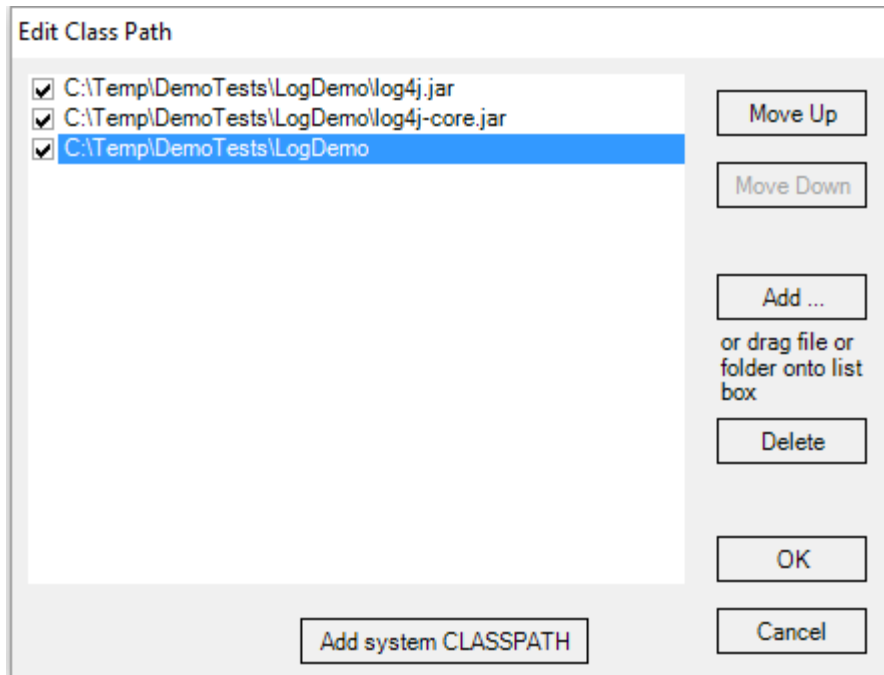 Edit Class Path
C:\Temp\DemoTests\LogDemo\log4j.jar
C:\Temp\DemoTests\LogDemo\log4j-core.jar
C:\Temp\DemoTests\LogDemo
Move Up
Move Down
Add ...
or drag file or
folder onto list
box
Delete
OK
Cancel
Add system CLASSPATH